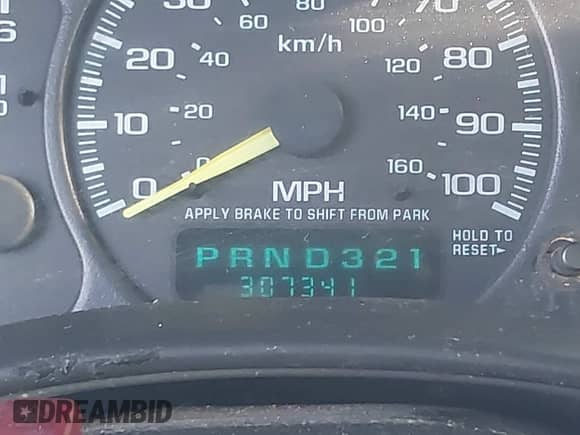 30
60
80
70
100
km/h
20
40
120
80
10
20
140
90
0
0
160
100
MPH
APPLY BRAKE TO SHIFT FROM PARK
HOLD TO
RESET
PRND321
307341
DREAMBID